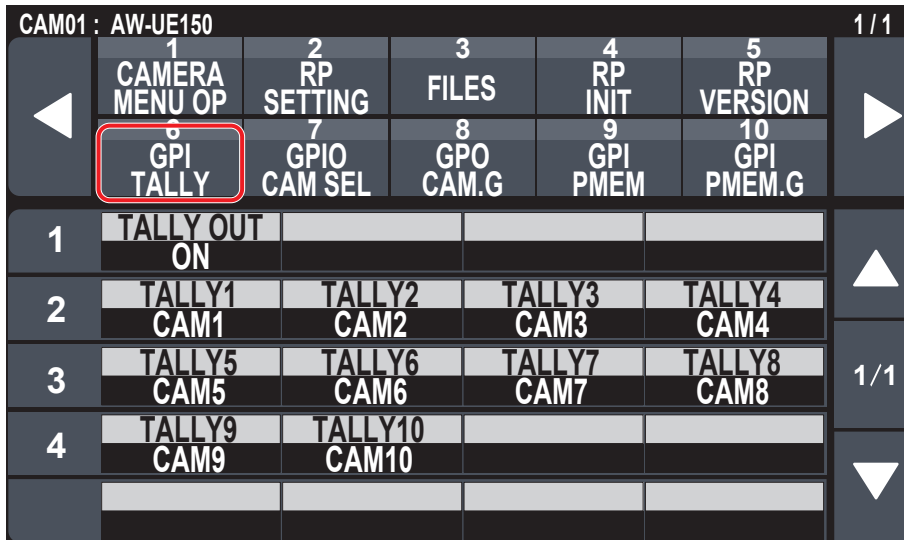 CAM01 : AW-UE150 1 / 1
1 2 3 4 5
CAMERA MENU OP RP SETTING FILES RP INIT RP VERSION
6 7 8 9 10
GPI TALLY GPIO CAM SEL GPO CAM.G GPI PMEM GPI PMEM.G
1 TALLY OUT
ON
2 TALLY1 TALLY2 TALLY3 TALLY4
CAM1 CAM2 CAM3 CAM4
3 TALLY5 TALLY6 TALLY7 TALLY8 1/1
CAM5 CAM6 CAM7 CAM8
4 TALLY9 TALLY10
CAM9 CAM10